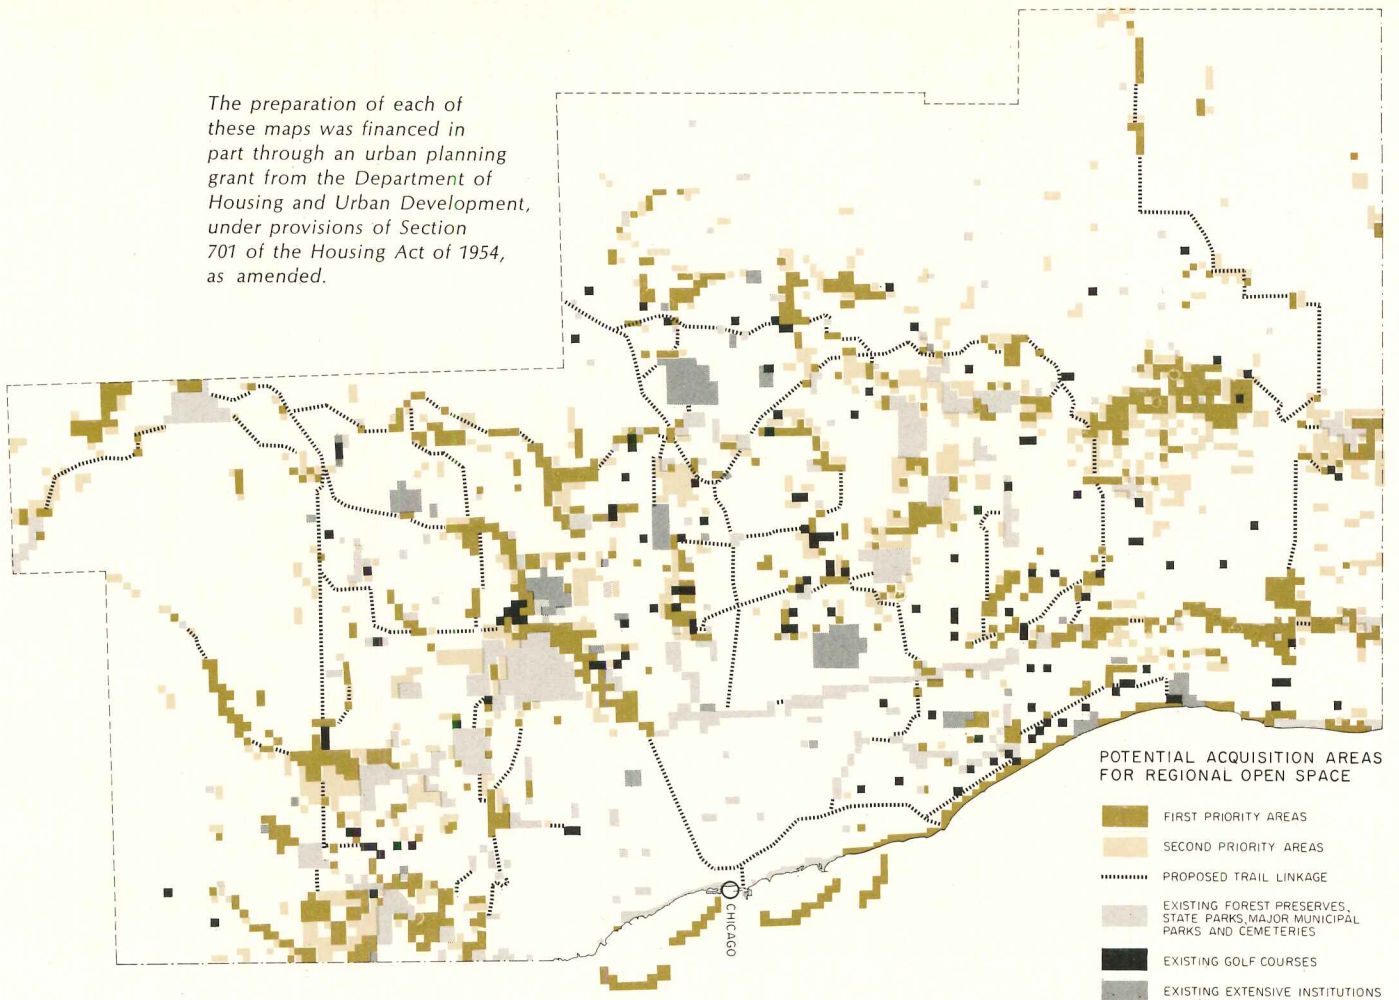 The preparation of each of
these maps was financed in
part through an urban planning
grant from the Department of
Housing and Urban Development,
under provisions of Section
701 of the Housing Act of 1954,
as amended.
CHICAGO
POTENTIAL ACQUISITION AREAS
FOR REGIONAL OPEN SPACE
FIRST PRIORITY AREAS
SECOND PRIORITY AREAS
PROPOSED TRAIL LINKAGE
EXISTING FOREST PRESERVES,
STATE PARKS, MAJOR MUNICIPAL
PARKS AND CEMETERIES
EXISTING GOLF COURSES
EXISTING EXTENSIVE INSTITUTIONS